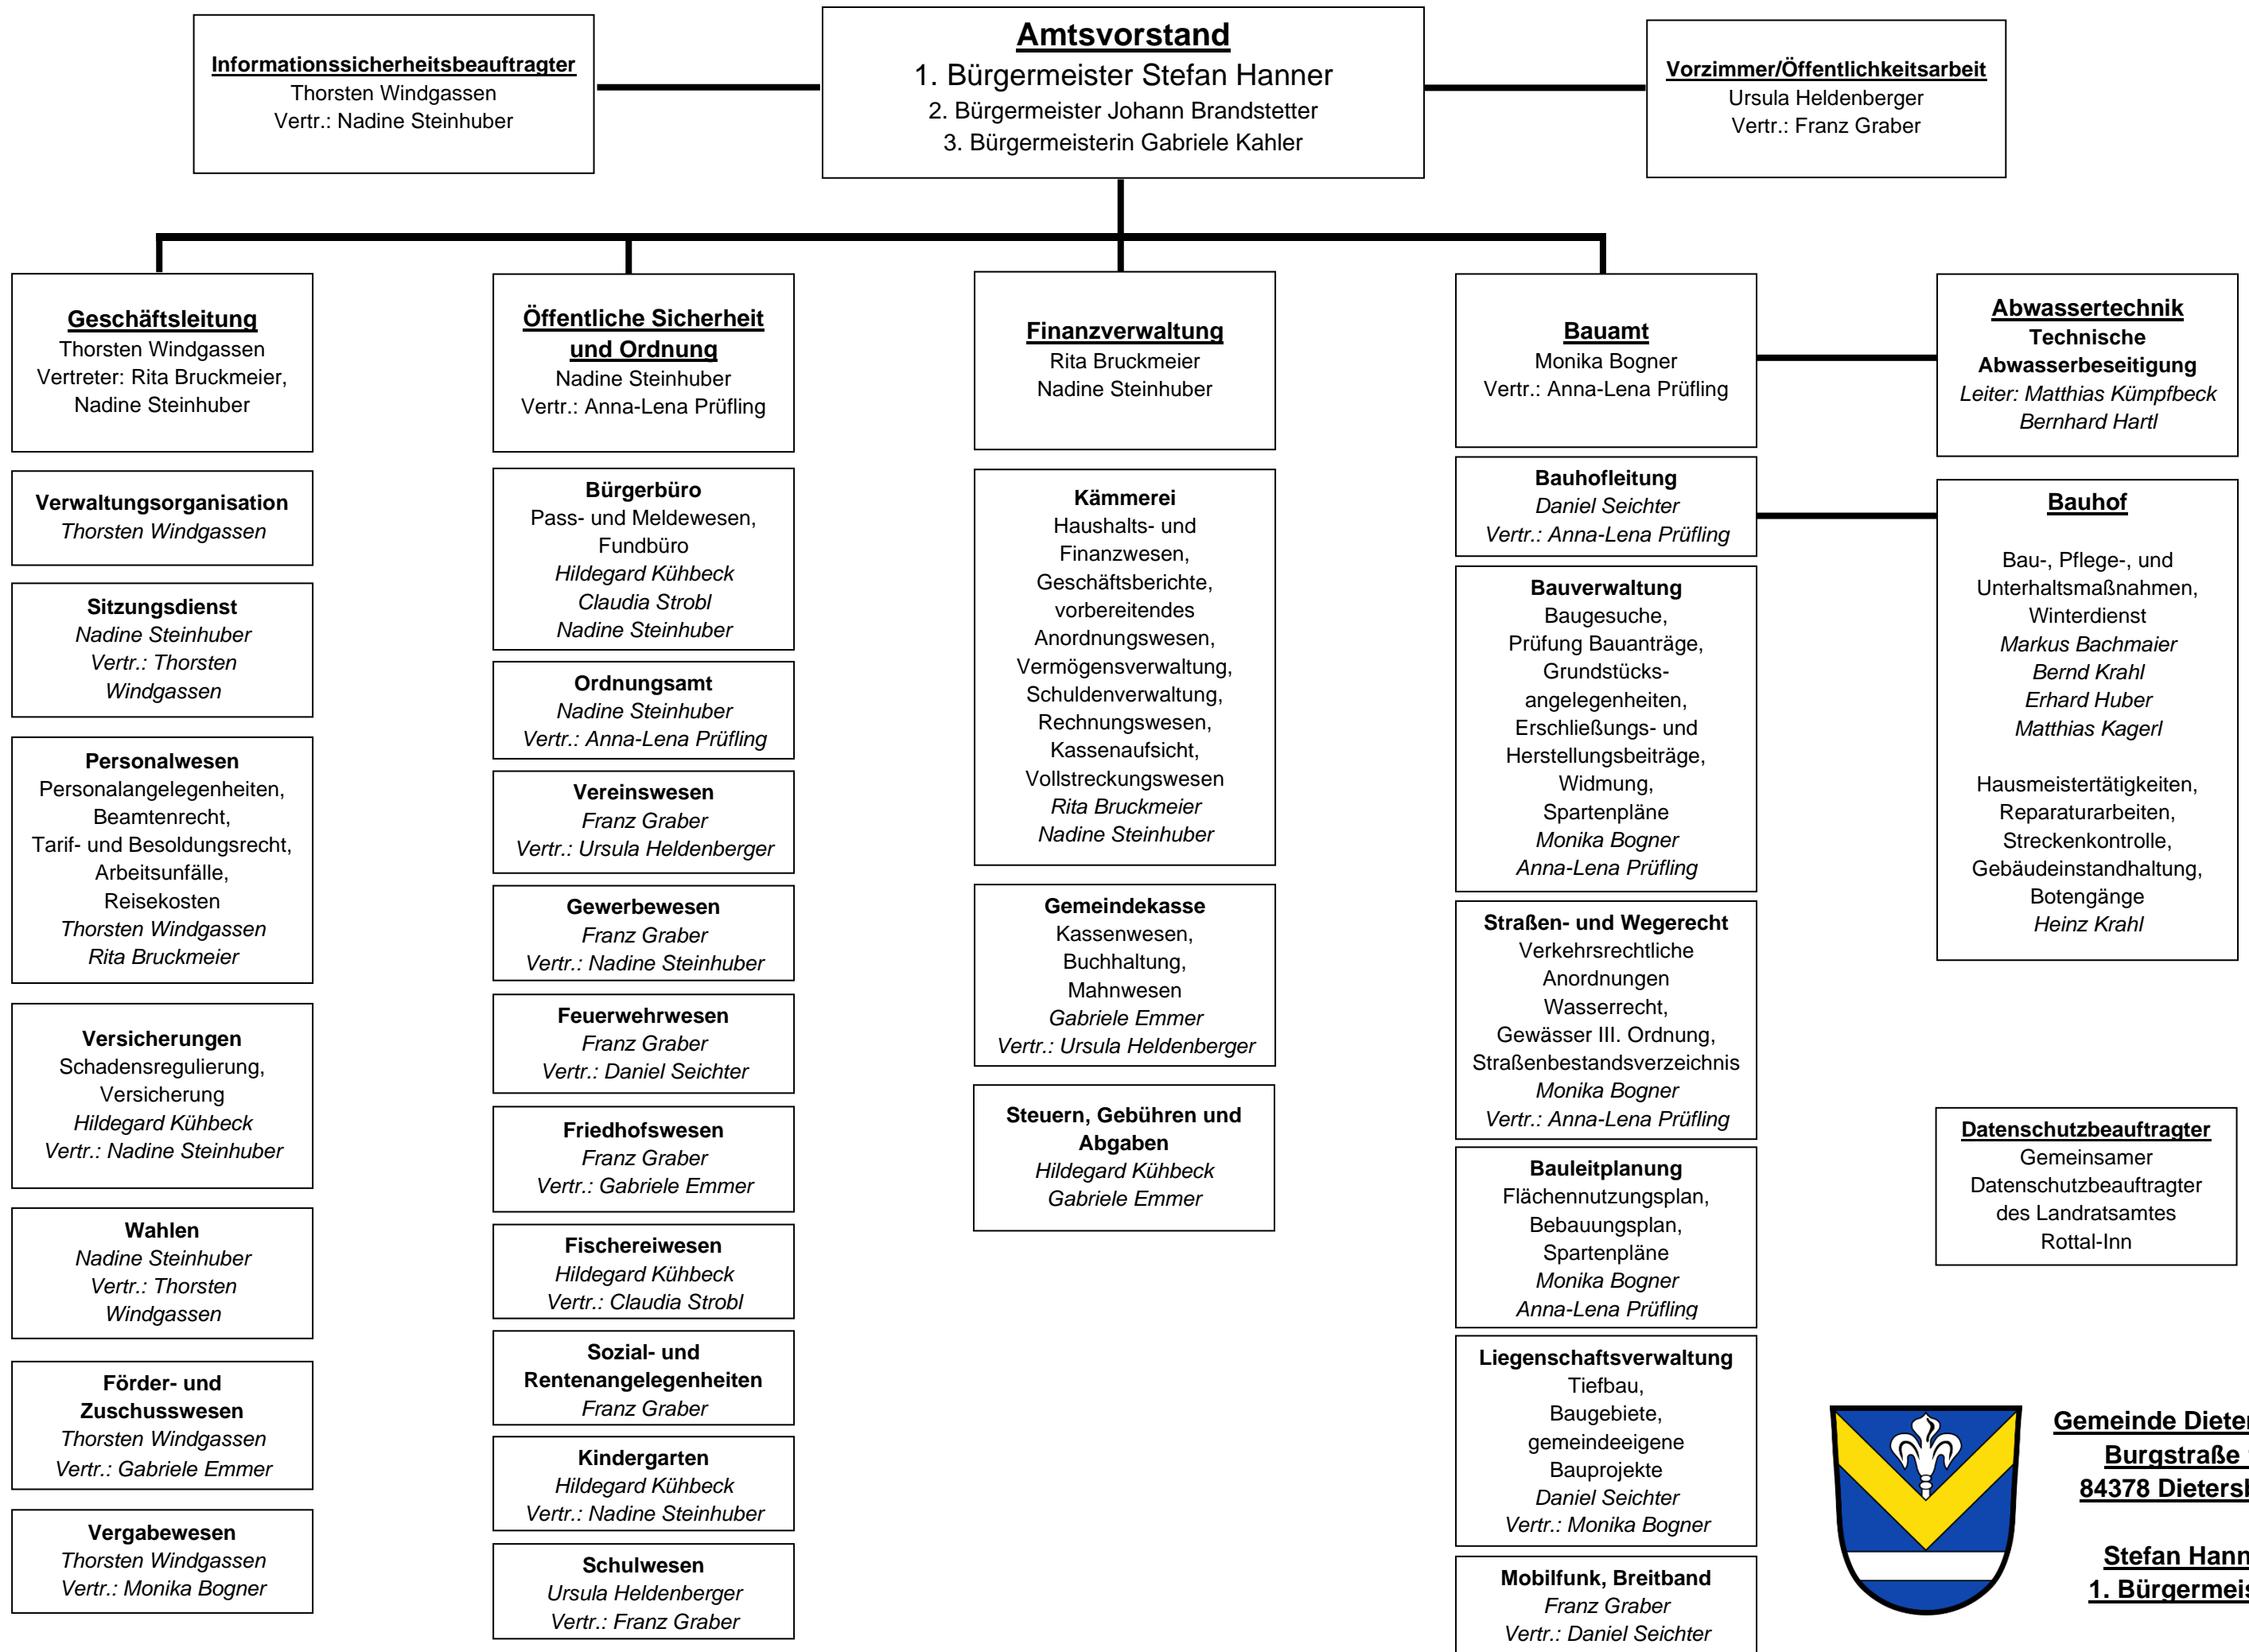 Informationssicherheitsbeauftragter
Thorsten Windgassen
Vertr.: Nadine Steinhuber
Amtsvorstand
1. Bürgermeister Stefan Hanner
2. Bürgermeister Johann Brandstetter
3. Bürgermeisterin Gabriele Kahler
Vorzimmer/Öffentlichkeitsarbeit
Ursula Heldenberger
Vertr.: Franz Graber
Geschäftsleitung
Thorsten Windgassen
Vertreter: Rita Bruckmeier,
Nadine Steinhuber
Verwaltungsorganisation
Thorsten Windgassen
Sitzungsdienst
Nadine Steinhuber
Vertr.: Thorsten
Windgassen
Personalwesen
Personalangelegenheiten,
Beamtenrecht,
Tarif- und Besoldungsrecht,
Arbeitsunfälle,
Reisekosten
Thorsten Windgassen
Rita Bruckmeier
Versicherungen
Schadensregulierung,
Versicherung
Hildegard Kühbeck
Vertr.: Nadine Steinhuber
Wahlen
Nadine Steinhuber
Vertr.: Thorsten
Windgassen
Förder- und
Zuschusswesen
Thorsten Windgassen
Vertr.: Gabriele Emmer
Vergabewesen
Thorsten Windgassen
Vertr.: Monika Bogner
Öffentliche Sicherheit
und Ordnung
Nadine Steinhuber
Vertr.: Anna-Lena Prüfling
Bürgerbüro
Pass- und Meldewesen,
Fundbüro
Hildegard Kühbeck
Claudia Strobl
Nadine Steinhuber
Ordnungsamt
Nadine Steinhuber
Vertr.: Anna-Lena Prüfling
Vereinswesen
Franz Graber
Vertr.: Ursula Heldenberger
Gewerbewesen
Franz Graber
Vertr.: Nadine Steinhuber
Feuerwehrwesen
Franz Graber
Vertr.: Daniel Seichter
Friedhofswesen
Franz Graber
Vertr.: Gabriele Emmer
Fischereiwesen
Hildegard Kühbeck
Vertr.: Claudia Strobl
Sozial- und
Rentenangelegenheiten
Franz Graber
Kindergarten
Hildegard Kühbeck
Vertr.: Nadine Steinhuber
Schulwesen
Ursula Heldenberger
Vertr.: Franz Graber
Finanzverwaltung
Rita Bruckmeier
Nadine Steinhuber
Kämmerei
Haushalts- und
Finanzwesen,
Geschäftsberichte,
vorbereitendes
Anordnungswesen,
Vermögensverwaltung,
Schuldenverwaltung,
Rechnungswesen,
Kassenaufsicht,
Vollstreckungswesen
Rita Bruckmeier
Nadine Steinhuber
Gemeindekasse
Kassenwesen,
Buchhaltung,
Mahnwesen
Gabriele Emmer
Vertr.: Ursula Heldenberger
Steuern, Gebühren und
Abgaben
Hildegard Kühbeck
Gabriele Emmer
Bauamt
Monika Bogner
Vertr.: Anna-Lena Prüfling
Bauhofleitung
Daniel Seichter
Vertr.: Anna-Lena Prüfling
Bauverwaltung
Baugesuche,
Prüfung Bauanträge,
Grundstücks-
angelegenheiten,
Erschließungs- und
Herstellungsbeiträge,
Widmung,
Spartenpläne
Monika Bogner
Anna-Lena Prüfling
Straßen- und Wegerecht
Verkehrsrechtliche
Anordnungen
Wasserrecht,
Gewässer III. Ordnung,
Straßenbestandsverzeichnis
Monika Bogner
Vertr.: Anna-Lena Prüfling
Bauleitplanung
Flächennutzungsplan,
Bebauungsplan,
Spartenpläne
Monika Bogner
Anna-Lena Prüfling
Liegenschaftsverwaltung
Tiefbau,
Baugebiete,
gemeindeeigene
Bauprojekte
Daniel Seichter
Vertr.: Monika Bogner
Mobilfunk, Breitband
Franz Graber
Vertr.: Daniel Seichter
Abwassertechnik
Technische
Abwasserbeseitigung
Leiter: Matthias Kümpfbeck
Bernhard Hartl
Bauhof
Bau-, Pflege-, und
Unterhaltsmaßnahmen,
Winterdienst
Markus Bachmaier
Bernd Krahl
Erhard Huber
Matthias Kagerl
Hausmeistertätigkeiten,
Reparaturarbeiten,
Streckenkontrolle,
Gebäudeinstandhaltung,
Botengänge
Heinz Krahl
Datenschutzbeauftragter
Gemeinsamer
Datenschutzbeauftragter
des Landratsamtes
Rottal-Inn
Gemeinde
Burgstraße
84378
Stefan
1.